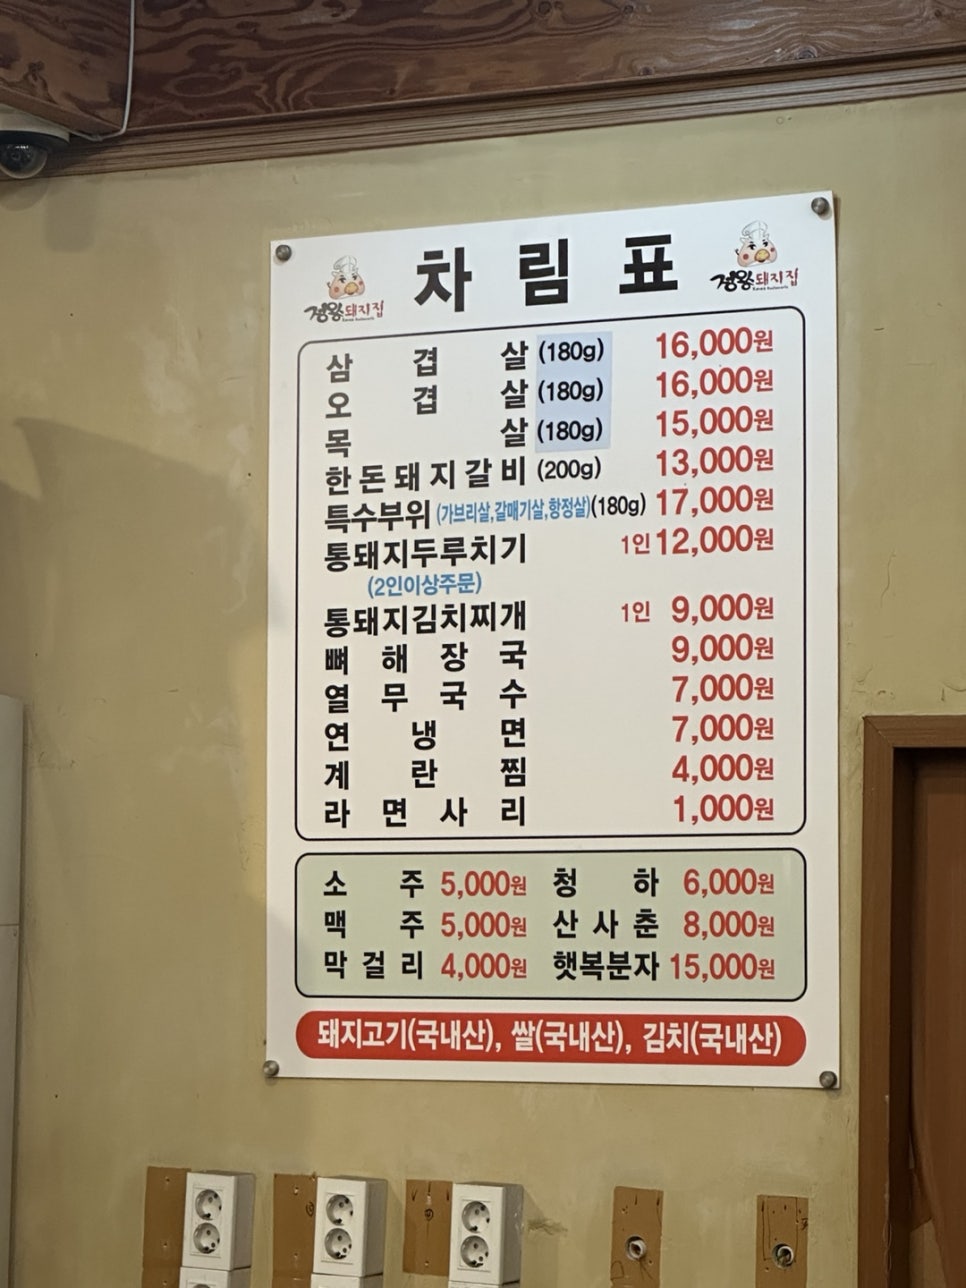 차림표
돼지집
돼지집
삼겹살 (180g) 16,000원
오겹살 (180g) 16,000원
목살 (180g) 15,000원
한돈돼지갈비 (200g) 13,000원
특수부위 (가브리살,갈매기살,항정살)(180g) 17,000원
통돼지두루치기 1인 12,000원
(2인이상주문)
통돼지김치찌개 1인 9,000원
뼈해장국 9,000원
열무국수 7,000원
연냉면 7,000원
계란찜 4,000원
라면사리 1,000원
소주 5,000원 청하 6,000원
맥주 5,000원 산사춘 8,000원
막걸리 4,000원 햇복분자 15,000원
돼지고기(국내산), 쌀(국내산), 김치(국내산)